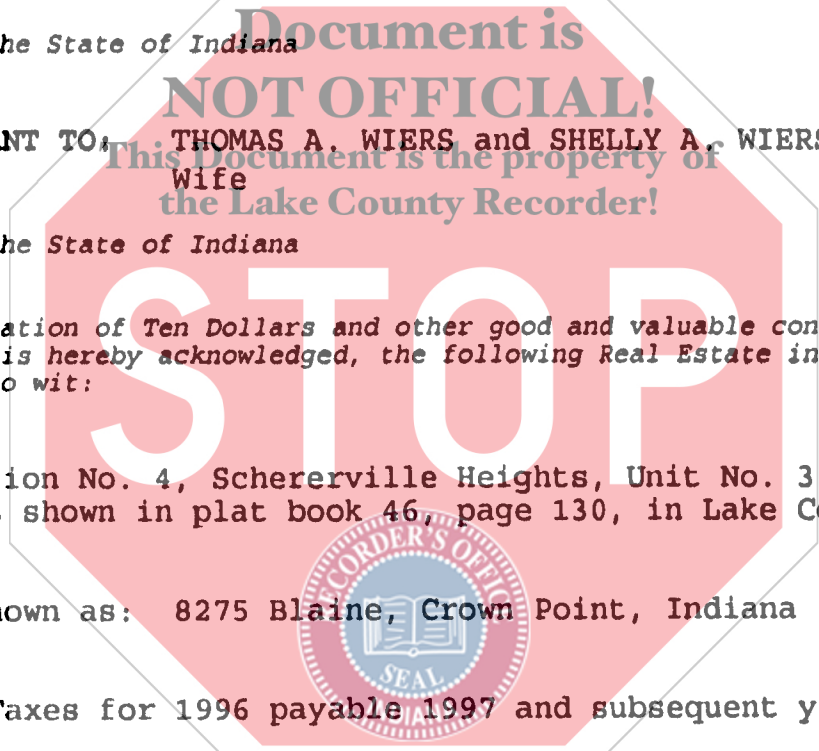 he State of Indiana
Document is
NOT OFFICIAL!
NT TO: THOMAS A. WIERS and SHELLY A. WIERS
This Document is the property of
Wife
the Lake County Recorder!
he State of Indiana
STOP
ation of Ten Dollars and other good and valuable con
is hereby acknowledged, the following Real Estate in
o wit:
ion No. 4, Schererville Heights, Unit No. 3
shown in plat book 46, page 130, in Lake Co
RECORDER'S OFFICE
own as: 8275 Blaine, Crown Point, Indiana
SEAL
Taxes for 1996 payable 1997 and subsequent y
INDIANA